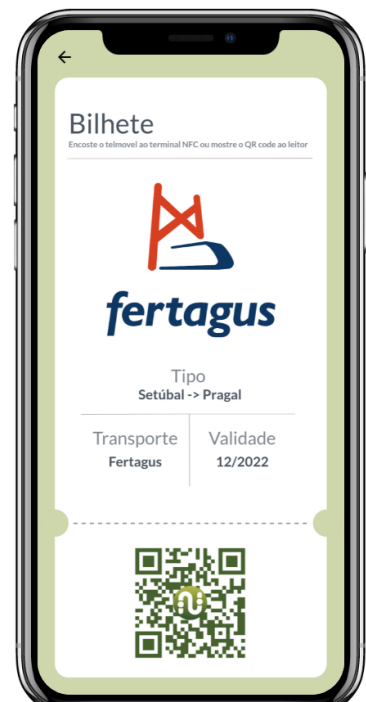 Bilhete
Encoste o telmovel ao terminal NFC ou mostre o QR code ao leitor
fertagus
Tipo
Setúbal -> Pragal
Transporte
Validade
Fertagus
12/2022